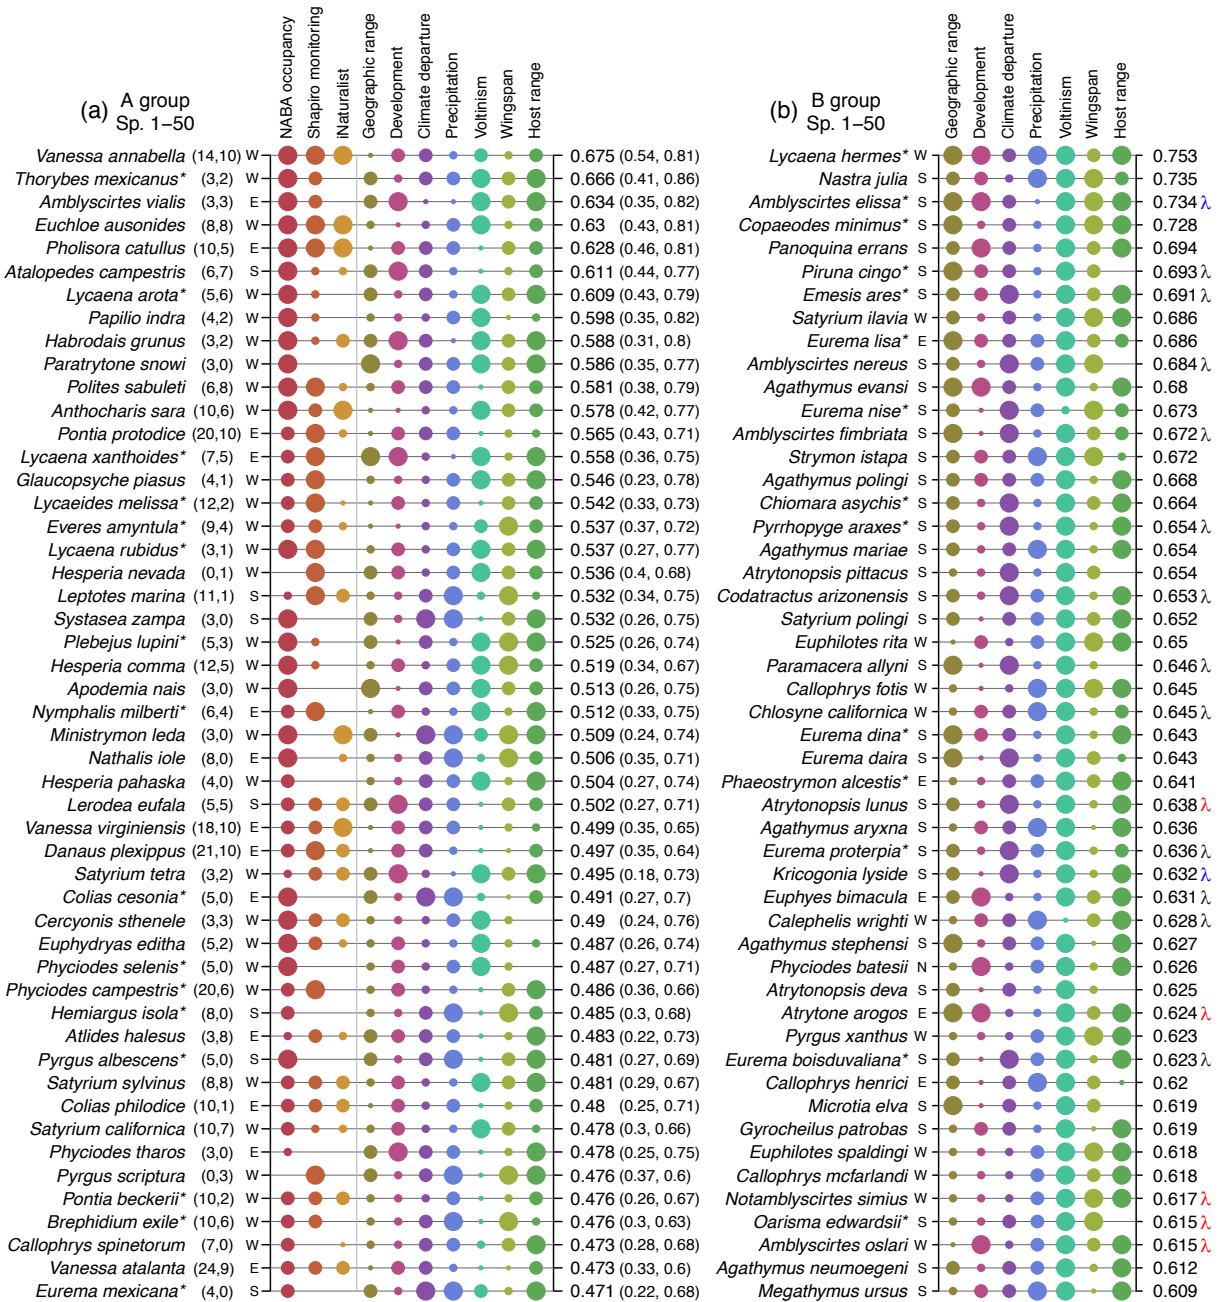 (a) A group
Sp. 1–50
NABA occupancy
Shapiro monitoring
iNaturalist
Geographic range
Development
Climate departure
Precipitation
Voltinism
Wingspan
Host range
Vanessa annabella (14,10) W 0.675 (0.54, 0.81)
Thorybes mexicanus* (3,2) W 0.666 (0.41, 0.86)
Amblyscirtes vialis (3,3) E 0.634 (0.35, 0.82)
Euchloe ausonides (8,8) W 0.63 (0.43, 0.81)
Pholisora catullus (10,5) E 0.628 (0.46, 0.81)
Atalopedes campestris (6,7) S 0.611 (0.44, 0.77)
Lycaena arota* (5,6) W 0.609 (0.43, 0.79)
Papilio indra (4,2) W 0.598 (0.35, 0.82)
Habrodais grunus (3,2) W 0.588 (0.31, 0.8)
Paratrytone snowi (3,0) W 0.586 (0.35, 0.77)
Polites sabuleti (6,8) W 0.581 (0.38, 0.79)
Anthocharis sara (10,6) W 0.578 (0.42, 0.77)
Pontia protodice (20,10) E 0.565 (0.43, 0.71)
Lycaena xanthoides* (7,5) E 0.558 (0.36, 0.75)
Glaucopsyche piasus (4,1) W 0.546 (0.23, 0.78)
Lycaeides melissa* (12,2) W 0.542 (0.33, 0.73)
Everes amyntula* (9,4) W 0.537 (0.37, 0.72)
Lycaena rubidus* (3,1) W 0.537 (0.27, 0.77)
Hesperia nevada (0,1) W 0.536 (0.4, 0.68)
Leptotes marina (11,1) S 0.532 (0.34, 0.75)
Systasea zampa (3,0) S 0.532 (0.26, 0.75)
Plebejus lupini* (5,3) W 0.525 (0.26, 0.74)
Hesperia comma (12,5) W 0.519 (0.34, 0.67)
Apodemia nais (3,0) W 0.513 (0.26, 0.75)
Nymphalis milberti* (6,4) E 0.512 (0.33, 0.75)
Ministrymon leda (3,0) W 0.509 (0.24, 0.74)
Nathalis iole (8,0) E 0.506 (0.35, 0.71)
Hesperia pahaska (4,0) W 0.504 (0.27, 0.74)
Lerodea eufala (5,5) S 0.502 (0.27, 0.71)
Vanessa virginiensis (18,10) E 0.499 (0.35, 0.65)
Danaus plexippus (21,10) E 0.497 (0.35, 0.64)
Satyrium tetra (3,2) W 0.495 (0.18, 0.73)
Colias cesonia* (5,0) E 0.491 (0.27, 0.7)
Cercyonis sthenele (3,3) W 0.49 (0.24, 0.76)
Euphydryas editha (5,2) W 0.487 (0.26, 0.74)
Phyciodes selenis* (5,0) W 0.487 (0.27, 0.71)
Phyciodes campestris* (20,6) W 0.486 (0.36, 0.66)
Hemiargus isola* (8,0) S 0.485 (0.3, 0.68)
Atlides halesus (3,8) E 0.483 (0.22, 0.73)
Pyrgus albescens* (5,0) S 0.481 (0.27, 0.69)
Satyrium sylvinus (8,8) W 0.481 (0.29, 0.67)
Colias philodice (10,1) E 0.48 (0.25, 0.71)
Satyrium californica (10,7) W 0.478 (0.3, 0.66)
Phyciodes tharos (3,0) E 0.478 (0.25, 0.75)
Pyrgus scriptura (0,3) W 0.476 (0.37, 0.6)
Pontia beckerii* (10,2) W 0.476 (0.26, 0.67)
Brephidium exile* (10,6) W 0.476 (0.3, 0.63)
Callophrys spinetorum (7,0) W 0.473 (0.28, 0.68)
Vanessa atalanta (24,9) E 0.473 (0.33, 0.6)
Eurema mexicana* (4,0) S 0.471 (0.22, 0.68)
(b) B group
Sp. 1–50
Geographic range
Development
Climate departure
Precipitation
Voltinism
Wingspan
Host range
Lycaena hermes* W 0.753
Nastra julia S 0.735
Amblyscirtes elissa* S 0.734 λ
Copaeodes minimus* S 0.728
Panoquina errans S 0.694
Piruna cingo* S 0.693 λ
Emesis ares* S 0.691 λ
Satyrium ilavia W 0.686
Eurema lisa* E 0.686
Amblyscirtes nereus S 0.684 λ
Agathymus evansi S 0.68
Eurema nise* S 0.673
Amblyscirtes fimbriata S 0.672 λ
Strymon istapa S 0.672
Agathymus polingi S 0.668
Chiomara asychis* S 0.664
Pyrrhopyge araxes* S 0.654 λ
Agathymus mariae S 0.654
Atrytonopsis pittacus S 0.654
Codatractus arizonensis S 0.653 λ
Satyrium polingi S 0.652
Euphilotes rita W 0.65
Paramacera allyni S 0.646 λ
Callophrys fotis W 0.645
Chlosyne californica W 0.645 λ
Eurema dina* S 0.643
Eurema daira S 0.643
Phaeostrymon alcestis* E 0.641
Atrytonopsis lunus S 0.638 λ
Agathymus aryxna S 0.636
Eurema proterpia* S 0.636 λ
Kricogonia lyside S 0.632 λ
Euphyes bimacula E 0.631 λ
Calephelis wrighti W 0.628 λ
Agathymus stephensi S 0.627
Phyciodes batesii N 0.626
Atrytonopsis deva S 0.625
Atrytone arogos E 0.624 λ
Pyrgus xanthus W 0.623
Eurema boisduvaliana* S 0.623 λ
Callophrys henrici E 0.62
Microtia elva S 0.619
Gyrocheilus patrobas S 0.619
Euphilotes spaldingi W 0.618
Callophrys mcfarlandi W 0.618
Notamblyscirtes simius W 0.617 λ
Oarisma edwardsii* S 0.615 λ
Amblyscirtes oslari W 0.615 λ
Agathymus neumoegeni S 0.612
Megathymus ursus S 0.609